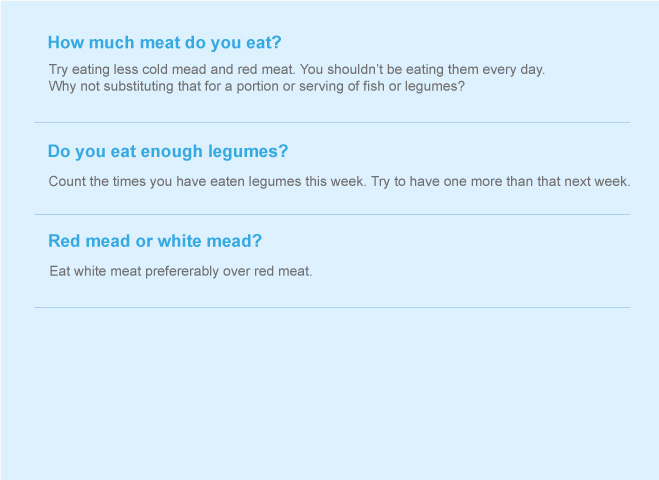 How much meat do you eat?
Try eating less cold mead and red meat. You shouldn’t be eating them every day.
Why not substituting that for a portion or serving of fish or legumes?
Do you eat enough legumes?
Count the times you have eaten legumes this week. Try to have one more than that next week.
Red mead or white mead?
Eat white meat prefererably over red meat.